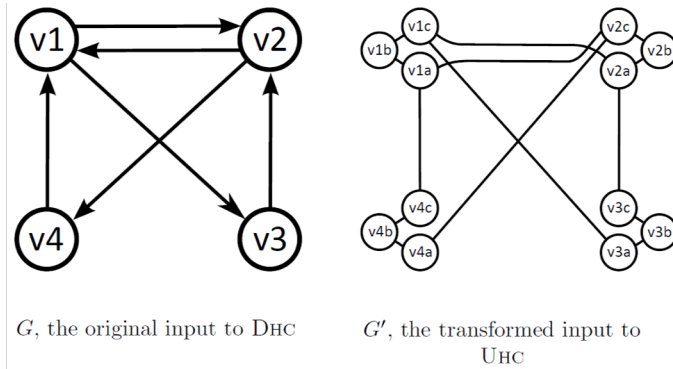 v1
v2
v4
v3
G, the original input to DHC
v1c
v1b
v1a
v2c
v2b
v2a
v4c
v4b
v4a
v3c
v3b
v3a
G′, the transformed input to
UHC